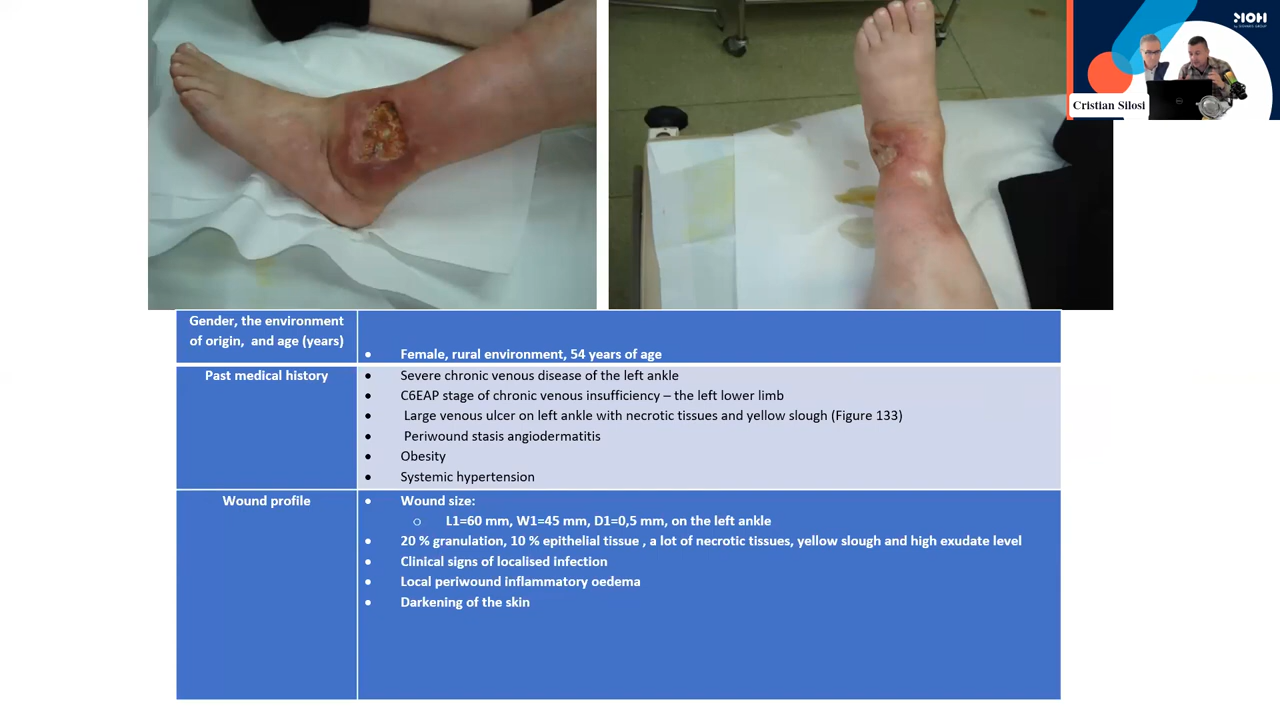 MOH
Cristian Silosi
Gender, the environment
of origin, and age (years)
• Female, rural environment, 54 years of age
Past medical history
• Severe chronic venous disease of the left ankle
• C6EAP stage of chronic venous insufficiency – the left lower limb
• Large venous ulcer on left ankle with necrotic tissues and yellow slough (Figure 133)
• Periwound stasis angiodermatitis
• Obesity
• Systemic hypertension
Wound profile
• Wound size:
o L1=60 mm, W1=45 mm, D1=0,5 mm, on the left ankle
• 20 % granulation, 10 % epithelial tissue , a lot of necrotic tissues, yellow slough and high exudate level
• Clinical signs of localised infection
• Local periwound inflammatory oedema
• Darkening of the skin